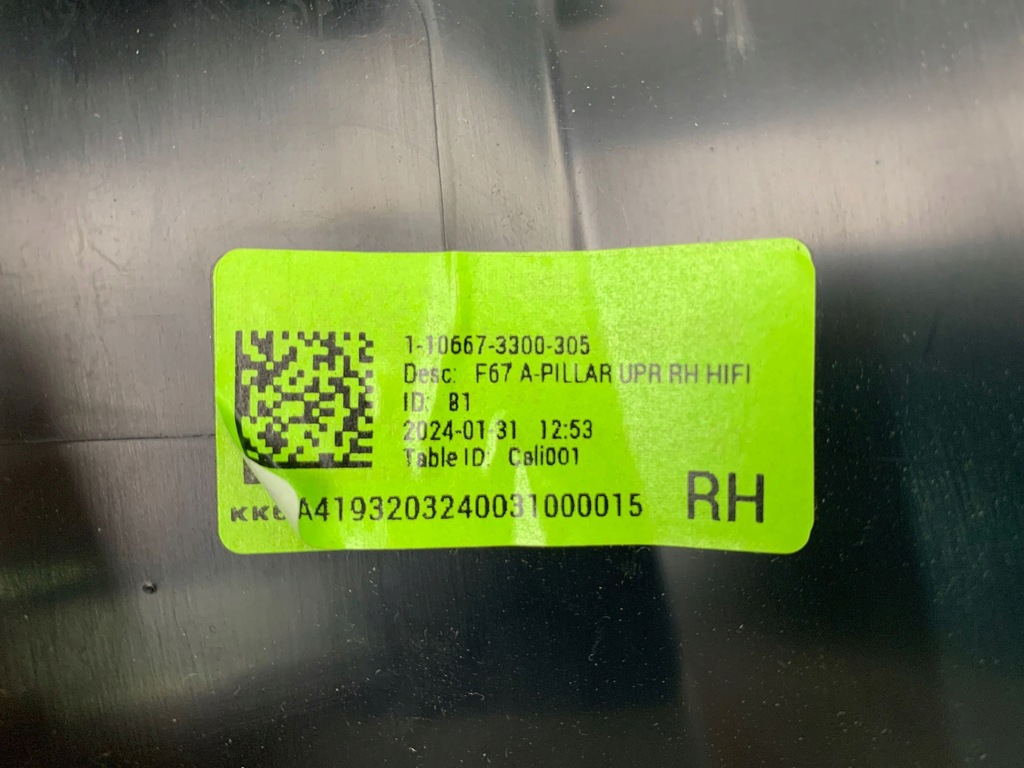 1-10667-3300-305
Desc: F67 A-PILLAR UPR RH HIFI
ID: B1
2024-01-31 12:53
Table ID: Cali001
A4193203240031000015
RH